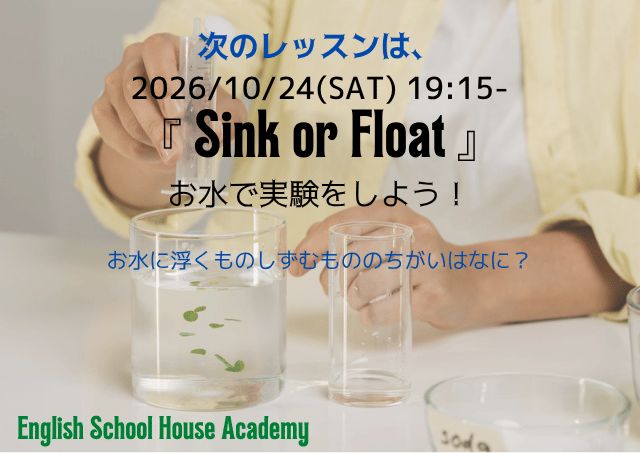 次のレッスンは、
2026/10/24(SAT) 19:15-
『 Sink or Float 』
お水で実験をしよう！
お水に浮くものしずむもののちがいはなに？
English School House Academy
soda